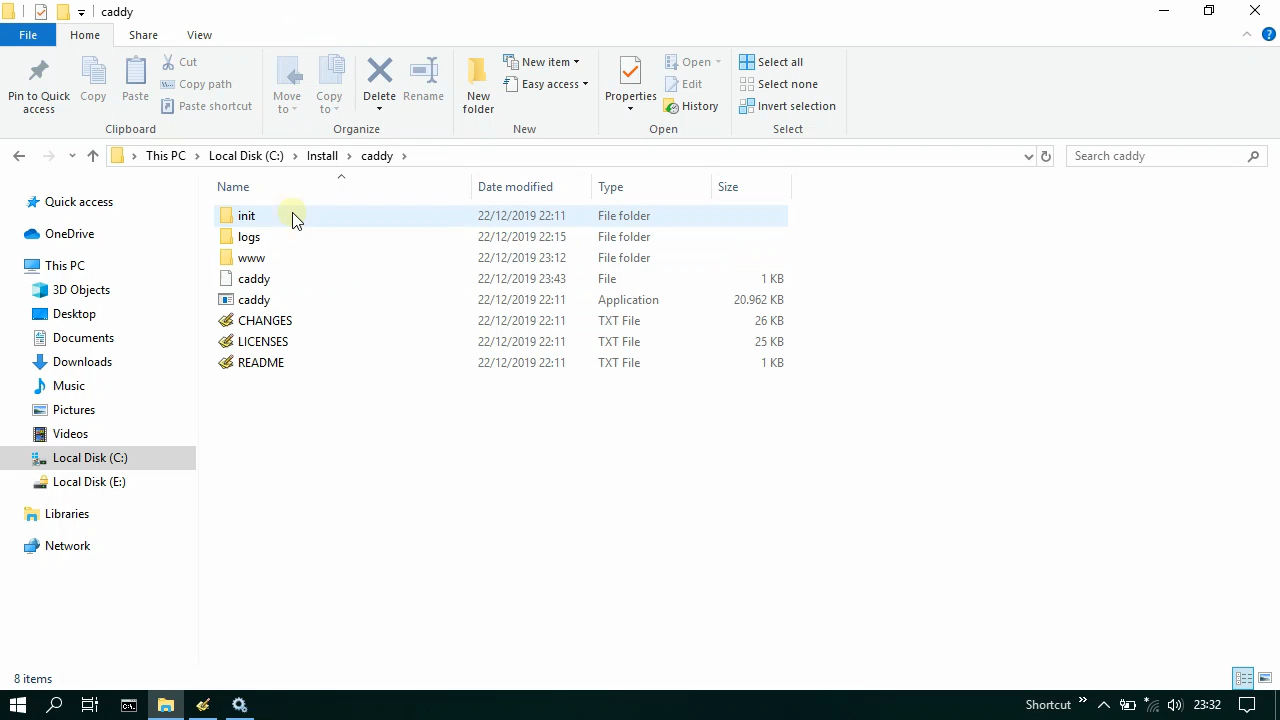 caddy
File Home Share View
Pin to Quick access
Copy
Paste
Cut
Copy path
Paste shortcut
Clipboard
Move to
Copy to
Delete
Rename
Organize
New folder
New item
Easy access
New
Properties
Open
Edit
History
Open
Select all
Select none
Invert selection
Select
This PC Local Disk (C:) Install caddy
Search caddy
Quick access
OneDrive
This PC
3D Objects
Desktop
Documents
Downloads
Music
Pictures
Videos
Local Disk (C:)
Local Disk (E:)
Libraries
Network
Name Date modified Type Size
init 22/12/2019 22:11 File folder
logs 22/12/2019 22:15 File folder
www 22/12/2019 23:12 File folder
caddy 22/12/2019 23:43 File 1 KB
caddy 22/12/2019 22:11 Application 20.962 KB
CHANGES 22/12/2019 22:11 TXT File 26 KB
LICENSES 22/12/2019 22:11 TXT File 25 KB
README 22/12/2019 22:11 TXT File 1 KB
8 items
Shortcut 23:32